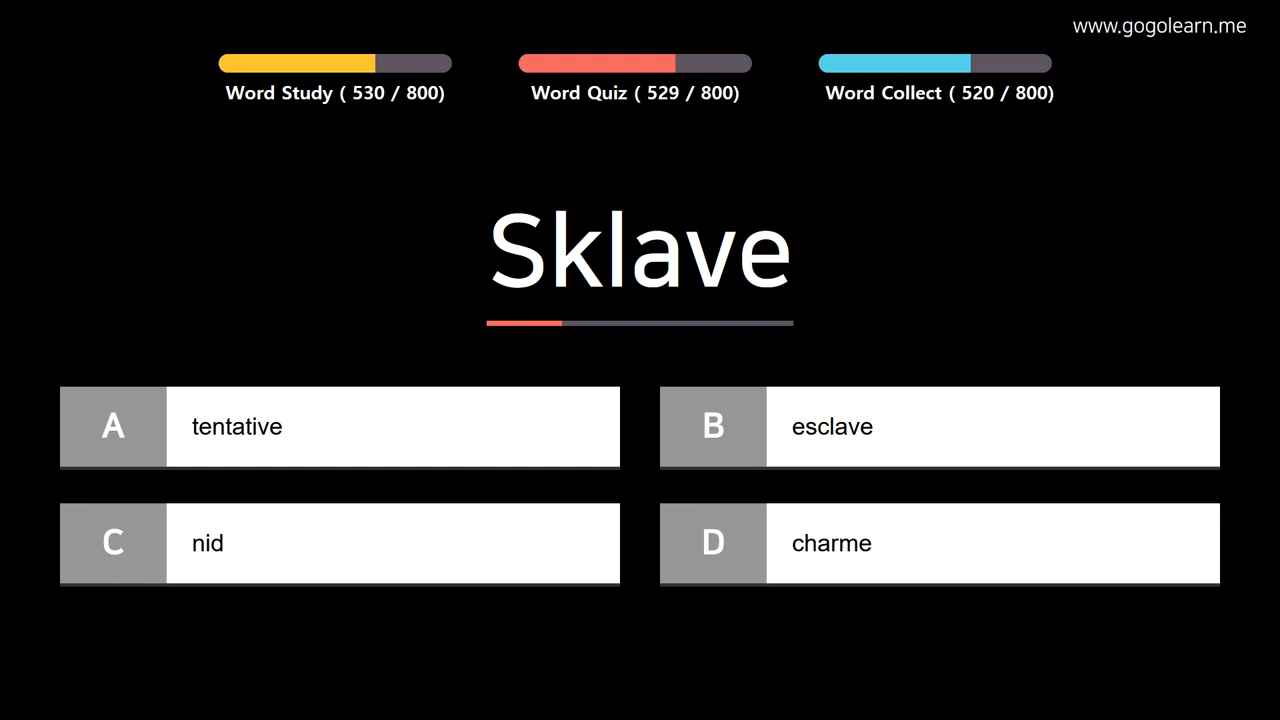 www.gogolearn.me
Word Study ( 530 / 800)
Word Quiz ( 529 / 800)
Word Collect ( 520 / 800)
Sklave
A tentative
B esclave
C nid
D charme